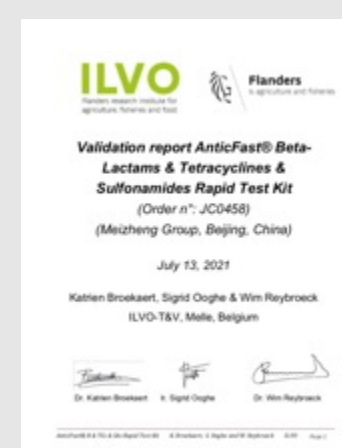 ILVO
Flanders research institute for
agriculture, fisheries and food
Flanders
is agriculture and fisheries
Validation report AnticFast® Beta-
Lactams & Tetracyclines &
Sulfonamides Rapid Test Kit
(Order n°: JC0458)
(Meizheng Group, Beijing, China)
July 13, 2021
Katrien Broekaert, Sigrid Ooghe & Wim Reybroeck
ILVO-T&V, Melle, Belgium
Dr. Katrien Broekaert
Ir. Sigrid Ooghe
Dr. Wim Reybroeck